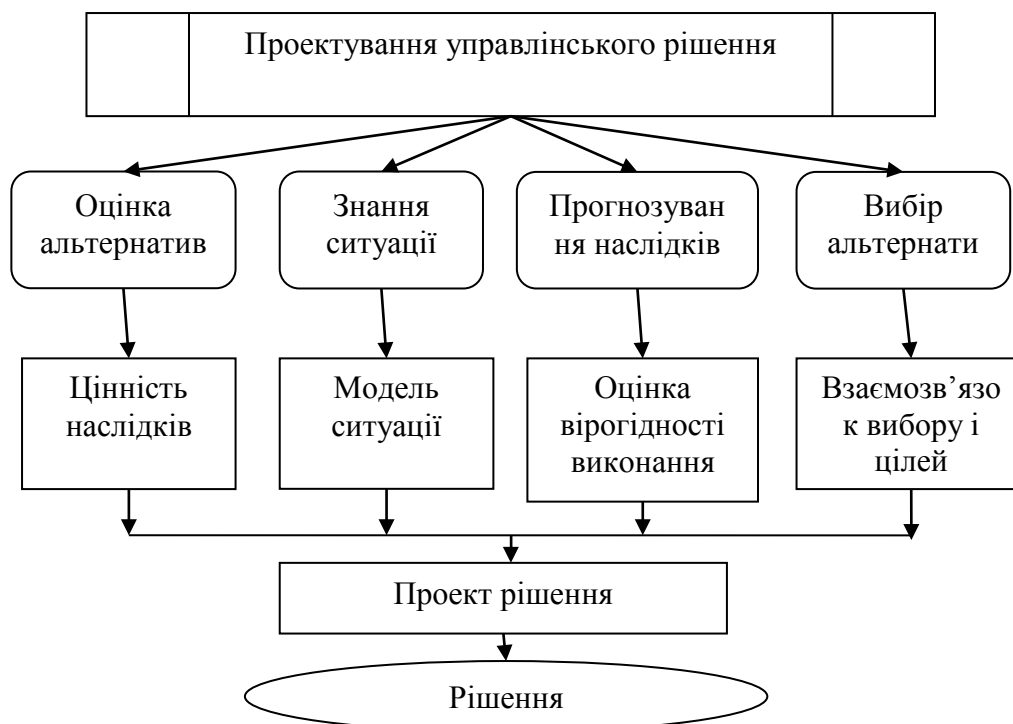 Проектування управлінського рішення
Оцінка
альтернатив
Знання
ситуації
Прогнозуван
ня наслідків
Вибір
альтернати
Цінність
наслідків
Модель
ситуації
Оцінка
вірогідності
виконання
Взаємозв’язо
к вибору і
цілей
Проект рішення
Рішення